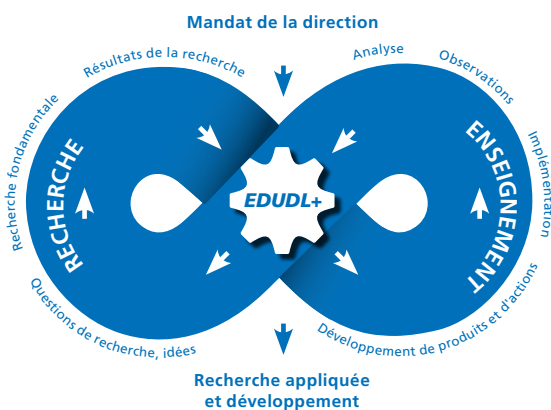 Mandat de la direction
Résultats de la recherche
Analyse
Observations
Recherche fondamentale
RECHERCHE
EDUDL+
ENSEIGNEMENT
Implémentation
Questions de recherche, idées
Développement de produits et d'actions
Recherche appliquée
et développement